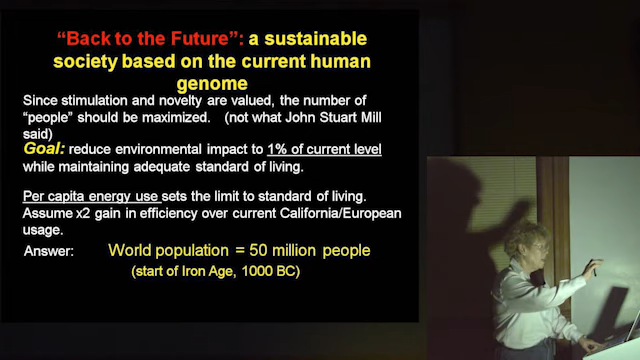 “Back to the Future”: a sustainable
society based on the current human
genome
Since stimulation and novelty are valued, the number of
“people” should be maximized. (not what John Stuart Mill
said)
Goal: reduce environmental impact to 1% of current level
while maintaining adequate standard of living.
Per capita energy use sets the limit to standard of living.
Assume x2 gain in efficiency over current California/European
usage.
Answer: World population = 50 million people
(start of Iron Age, 1000 BC)